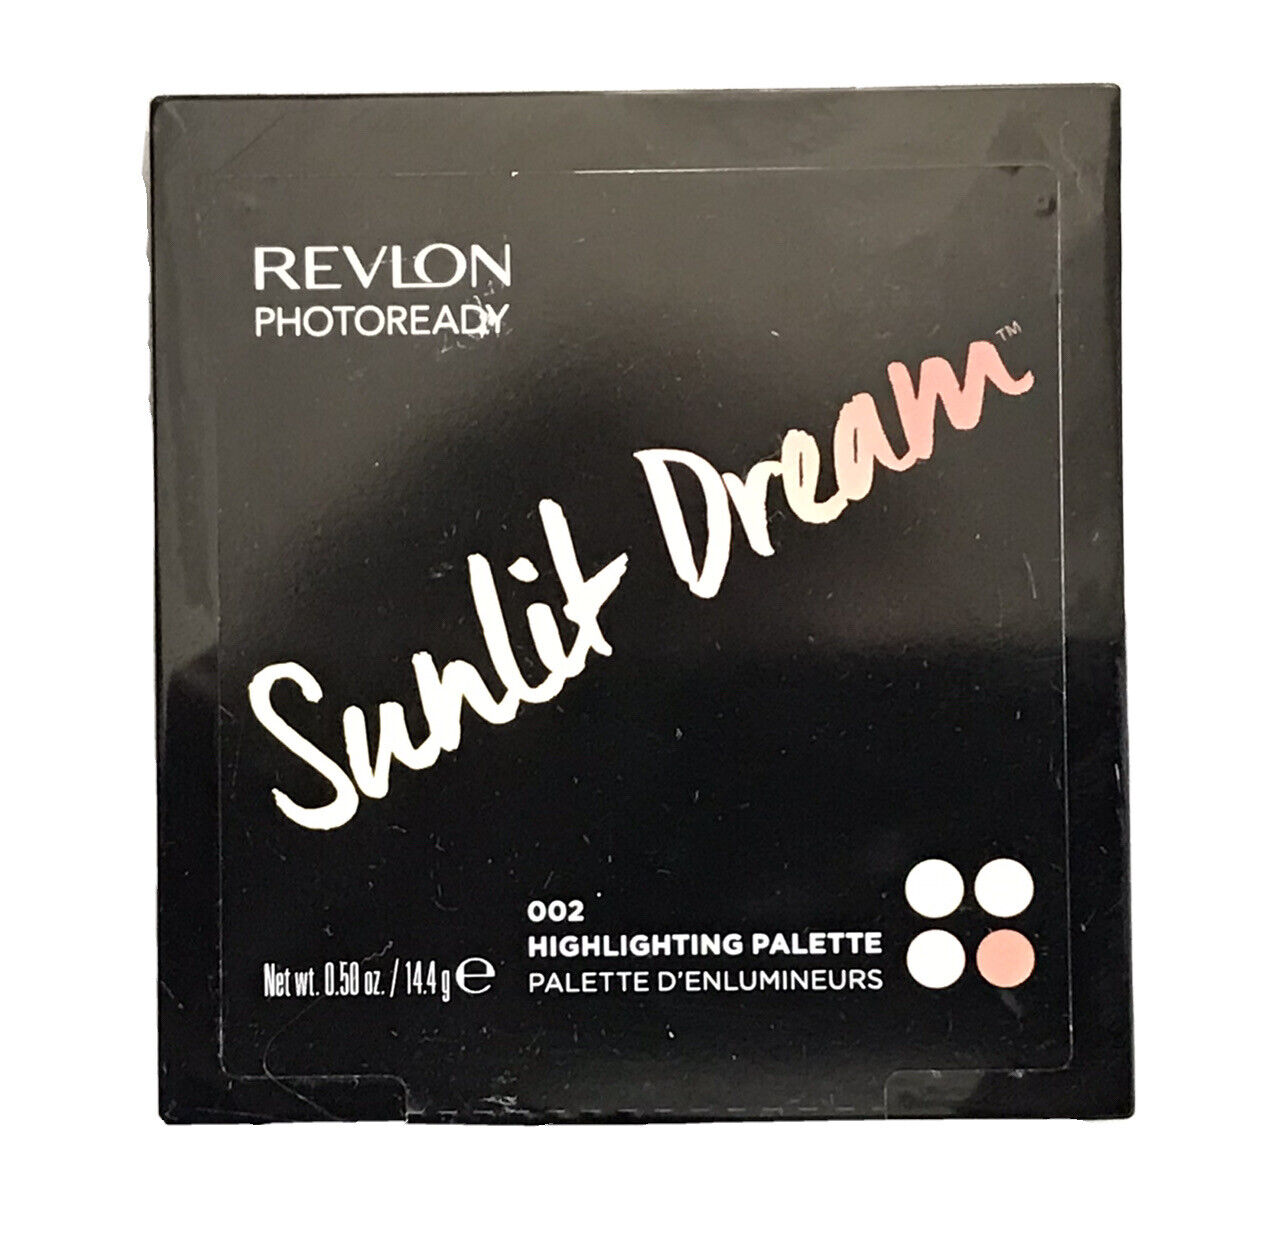 REVLON
PHOTOREADY
Sunlit Dream™
002
HIGHLIGHTING PALETTE
Net wt. 0.50 oz. / 14.4 g ℮
PALETTE D'ENLUMINEURS